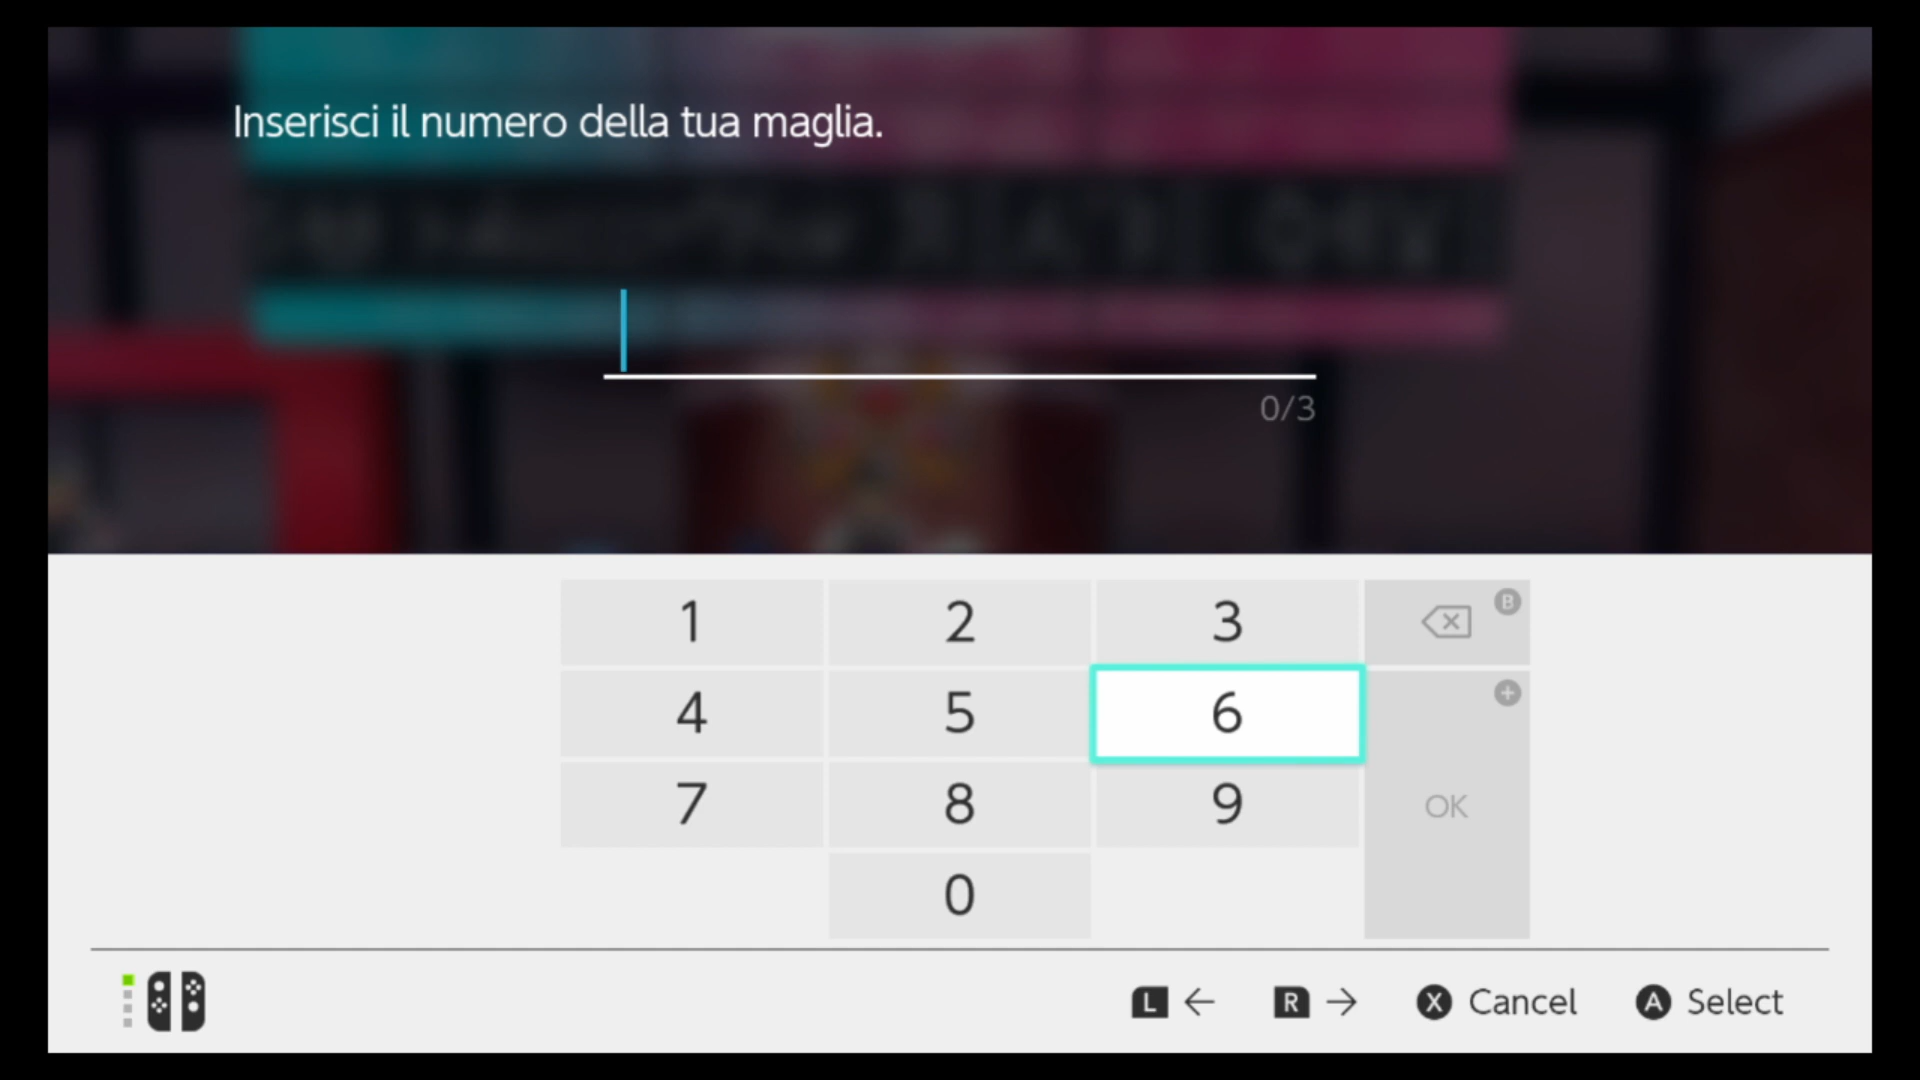 Inserisci il numero della tua maglia.
0/3
1 2 3 B
4 5 6 +
7 8 9 OK
0
L ← R → X Cancel A Select